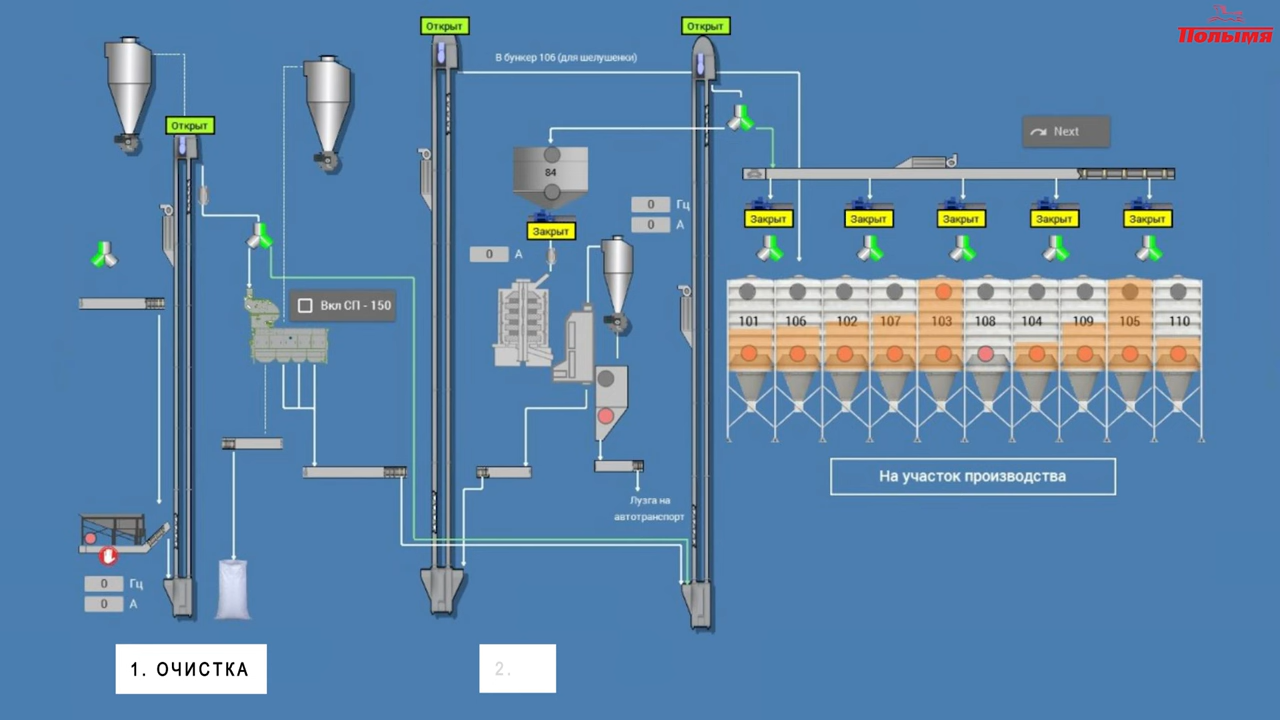 Полымя
Открыт
Открыт
В бункер 106 (для шелушенки)
Открыт
Next
84
0 Гц
0 А
Закрыт
Закрыт
Закрыт
Закрыт
Закрыт
Закрыт
0 А
Вкл СП - 150
101
106
102
107
103
108
104
109
105
110
На участок производства
Лузга на
автотранспорт
0 Гц
0 А
1. ОЧИСТКА
2.